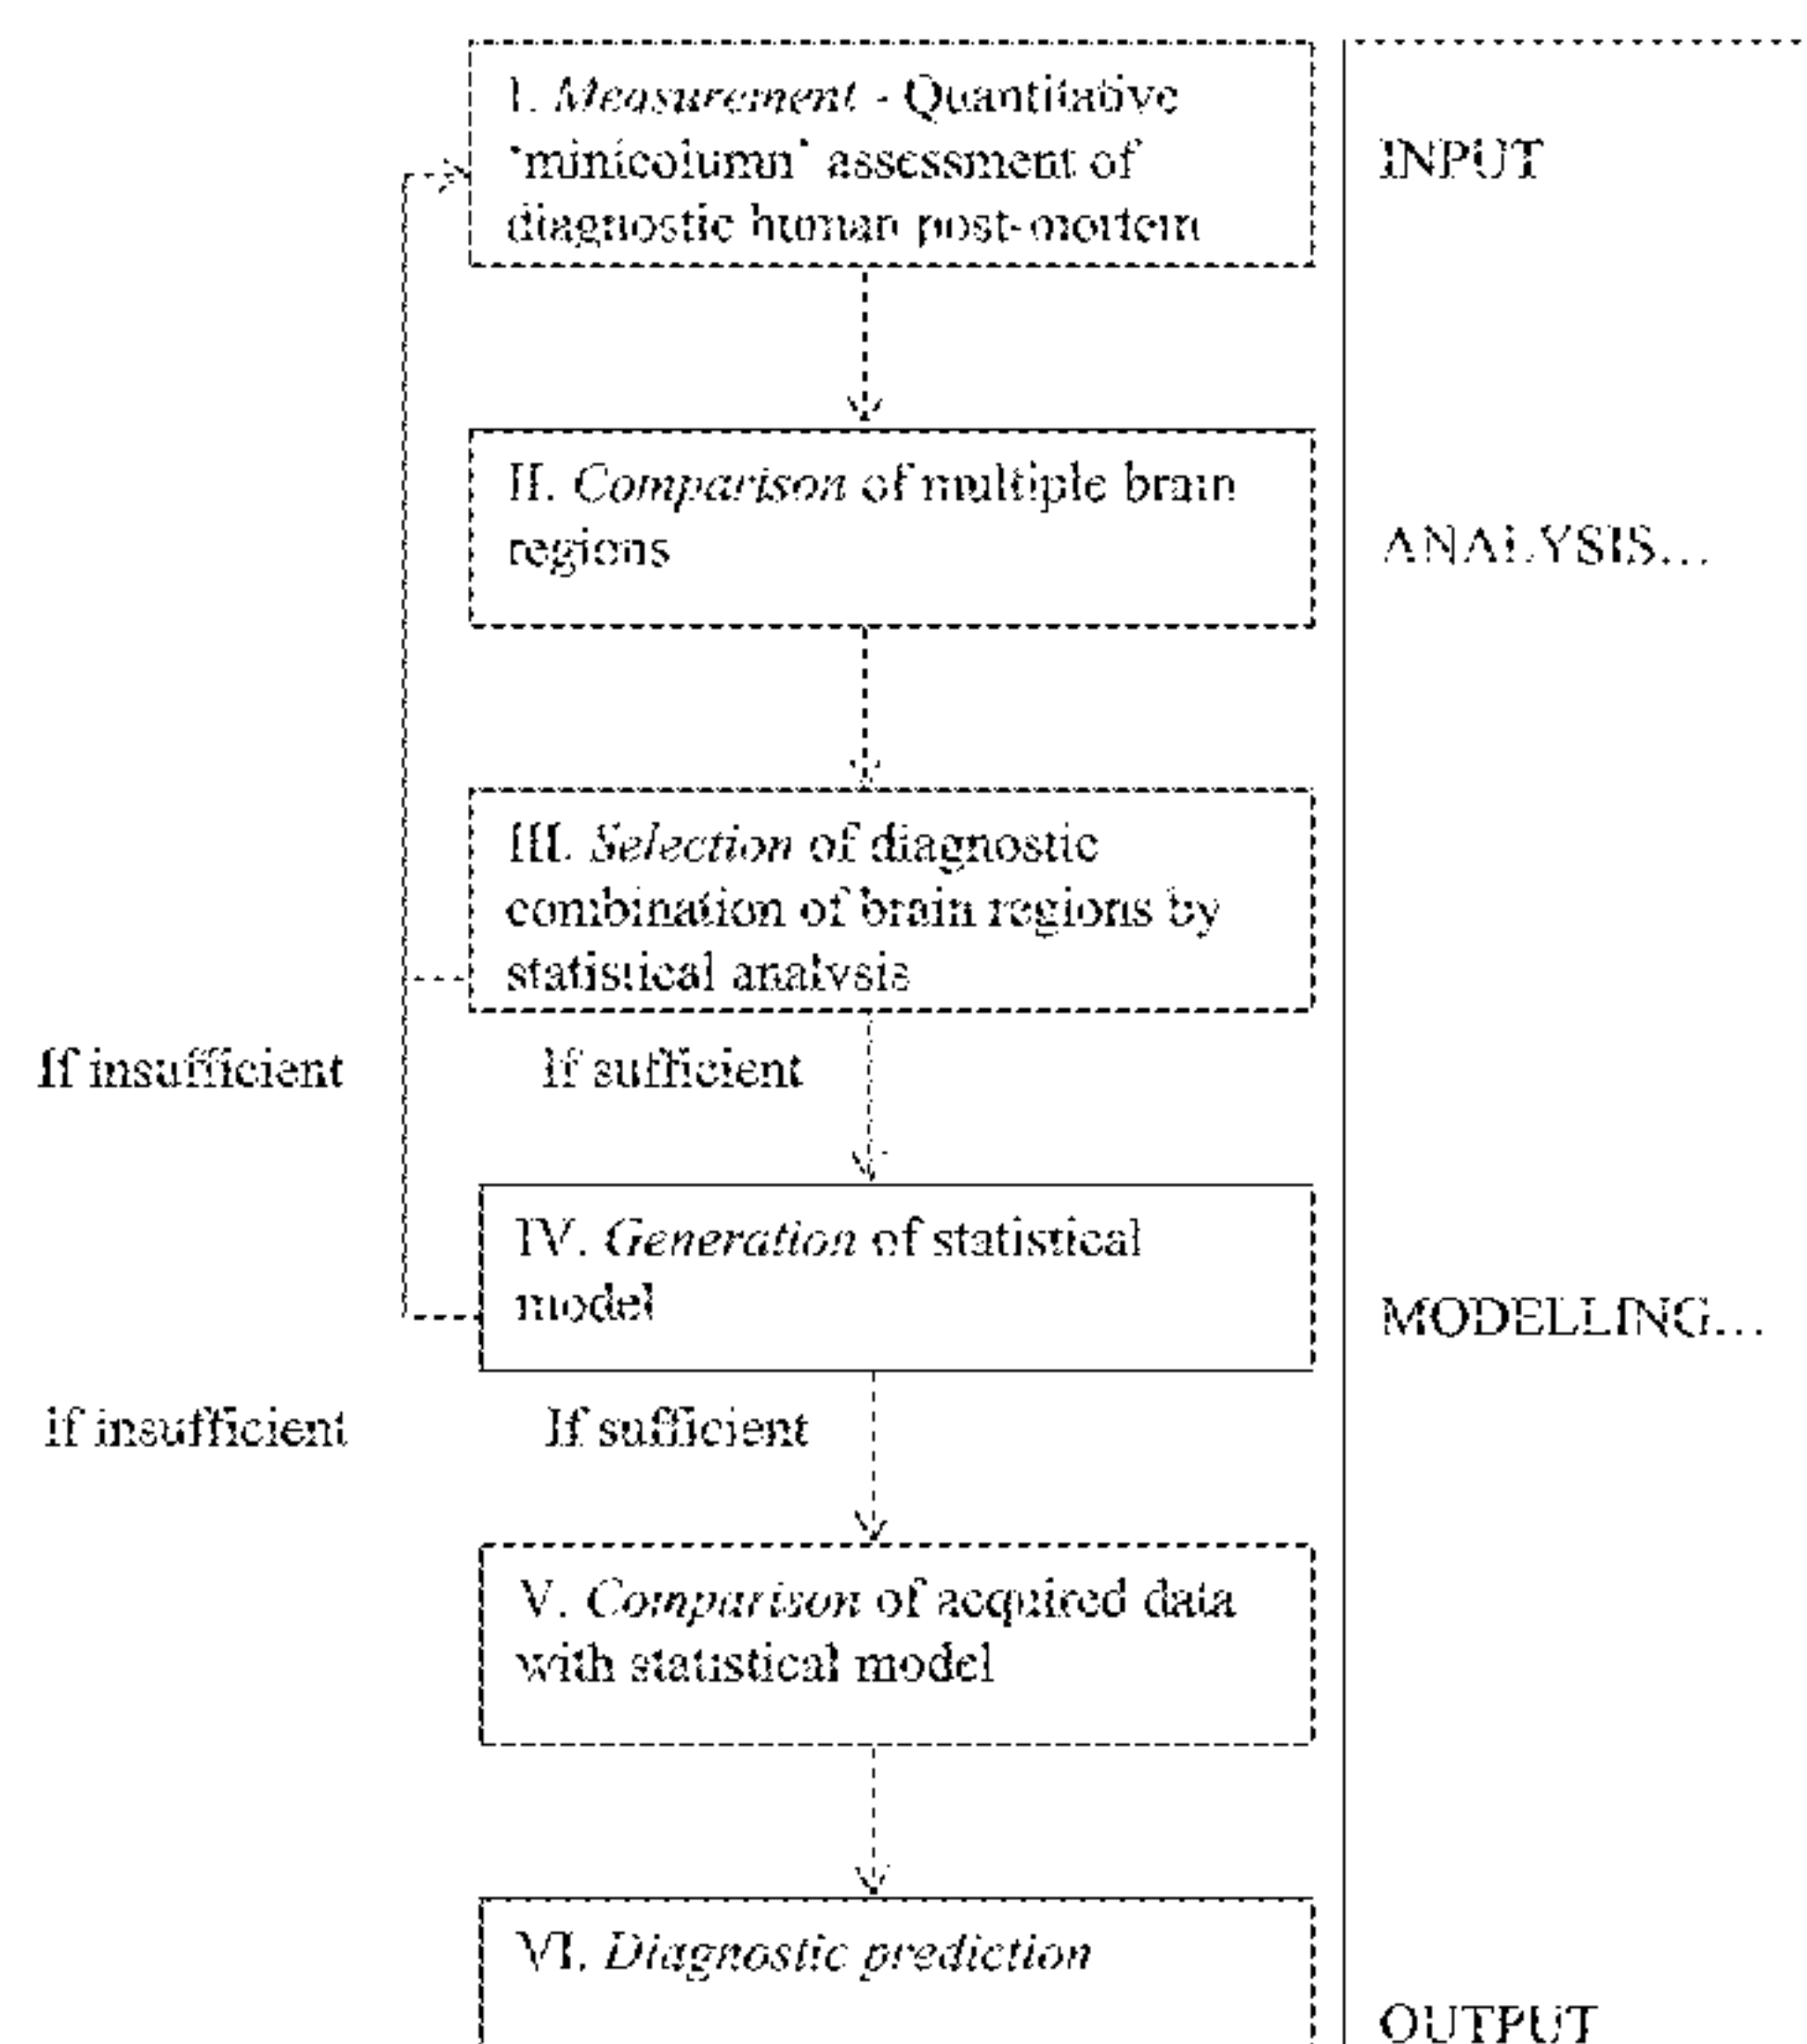 I. Measurement - Quantitative
'minicolumn' assessment of
diagnostic human post-mortem
INPUT
II. Comparison of multiple brain
regions
ANALYSIS...
III. Selection of diagnostic
combination of brain regions by
statistical analysis
If insufficient
If sufficient
IV. Generation of statistical
model
MODELLING...
If insufficient
If sufficient
V. Comparison of acquired data
with statistical model
VI. Diagnostic prediction
OUTPUT